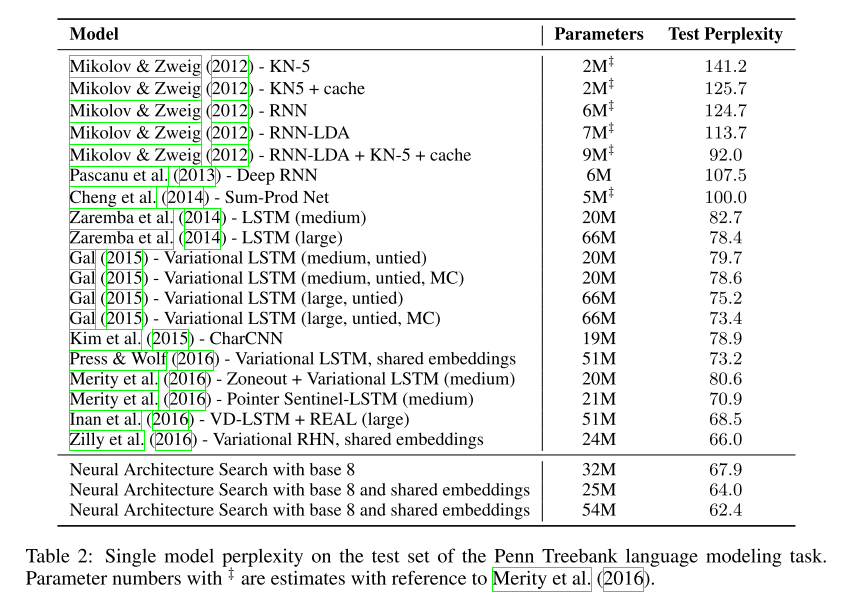 Model Parameters Test Perplexity
Mikolov & Zweig (2012) - KN-5 2M‡ 141.2
Mikolov & Zweig (2012) - KN5 + cache 2M‡ 125.7
Mikolov & Zweig (2012) - RNN 6M‡ 124.7
Mikolov & Zweig (2012) - RNN-LDA 7M‡ 113.7
Mikolov & Zweig (2012) - RNN-LDA + KN-5 + cache 9M‡ 92.0
Pascanu et al. (2013) - Deep RNN 6M 107.5
Cheng et al. (2014) - Sum-Prod Net 5M‡ 100.0
Zaremba et al. (2014) - LSTM (medium) 20M 82.7
Zaremba et al. (2014) - LSTM (large) 66M 78.4
Gal (2015) - Variational LSTM (medium, untied) 20M 79.7
Gal (2015) - Variational LSTM (medium, untied, MC) 20M 78.6
Gal (2015) - Variational LSTM (large, untied) 66M 75.2
Gal (2015) - Variational LSTM (large, untied, MC) 66M 73.4
Kim et al. (2015) - CharCNN 19M 78.9
Press & Wolf (2016) - Variational LSTM, shared embeddings 51M 73.2
Merity et al. (2016) - Zoneout + Variational LSTM (medium) 20M 80.6
Merity et al. (2016) - Pointer Sentinel-LSTM (medium) 21M 70.9
Inan et al. (2016) - VD-LSTM + REAL (large) 51M 68.5
Zilly et al. (2016) - Variational RHN, shared embeddings 24M 66.0
Neural Architecture Search with base 8 32M 67.9
Neural Architecture Search with base 8 and shared embeddings 25M 64.0
Neural Architecture Search with base 8 and shared embeddings 54M 62.4
Table 2: Single model perplexity on the test set of the Penn Treebank language modeling task.
Parameter numbers with ‡ are estimates with reference to Merity et al. (2016).